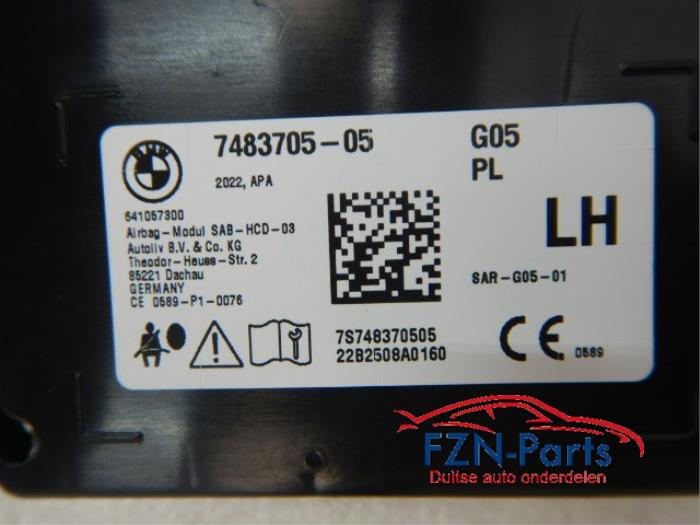 BMW
7483705-05
G05
PL
2022, APA
641057300
Airbag-Modul SAB-HCD-03
Autoliv B.V. & Co. KG
Theodor-Heuss-Str. 2
85221 Dachau
GERMANY
CE 0589-P1-0076
LH
SAR-G05-01
7S748370505
22B2508A0160
CE 0589
FZN-Parts
Duitse auto onderdelen